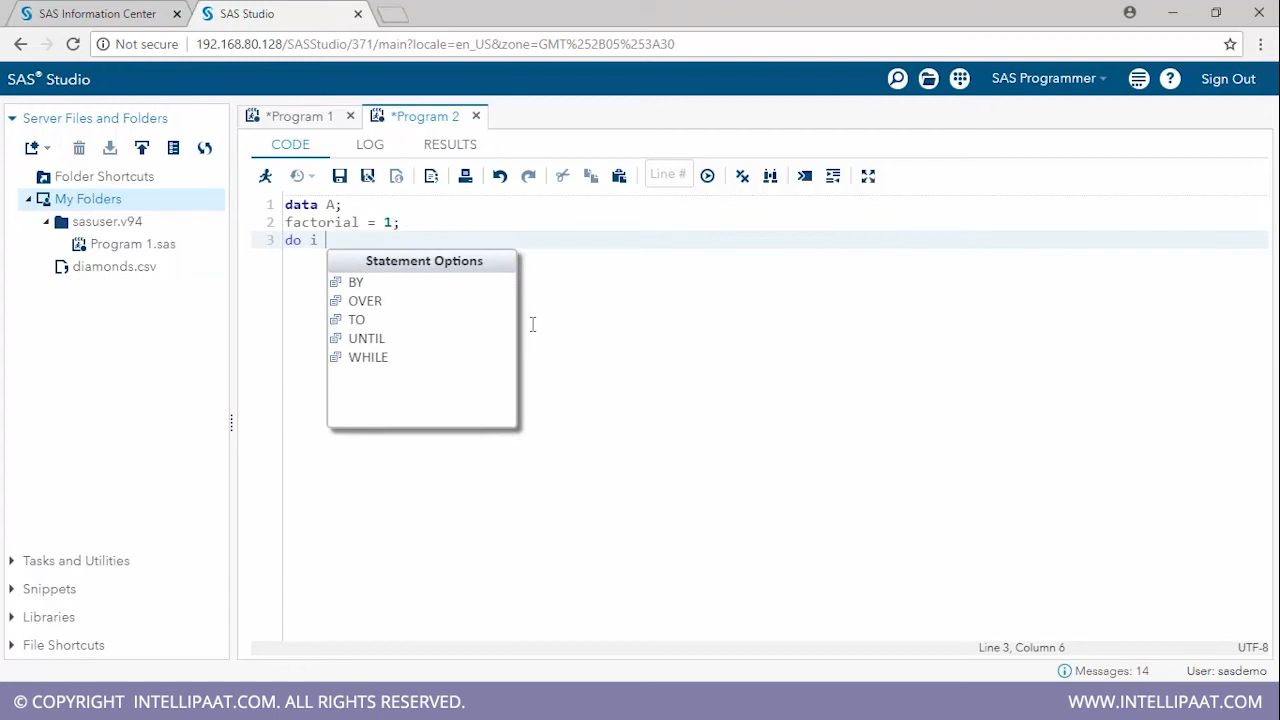 SAS Information Center
SAS Studio
Not secure
192.168.80.128/SASStudio/371/main?locale=en_US&zone=GMT%252B05%253A30
SAS® Studio
SAS Programmer
Sign Out
Server Files and Folders
Folder Shortcuts
My Folders
sasuser.v94
Program 1.sas
diamonds.csv
Tasks and Utilities
Snippets
Libraries
File Shortcuts
*Program 1
*Program 2
CODE
LOG
RESULTS
Line #
1 data A;
2 factorial = 1;
3 do i
Statement Options
BY
OVER
TO
UNTIL
WHILE
Line 3, Column 6
UTF-8
Messages: 14
User: sasdemo
© COPYRIGHT INTELLIPAAT.COM. ALL RIGHTS RESERVED.
WWW.INTELLIPAAT.COM